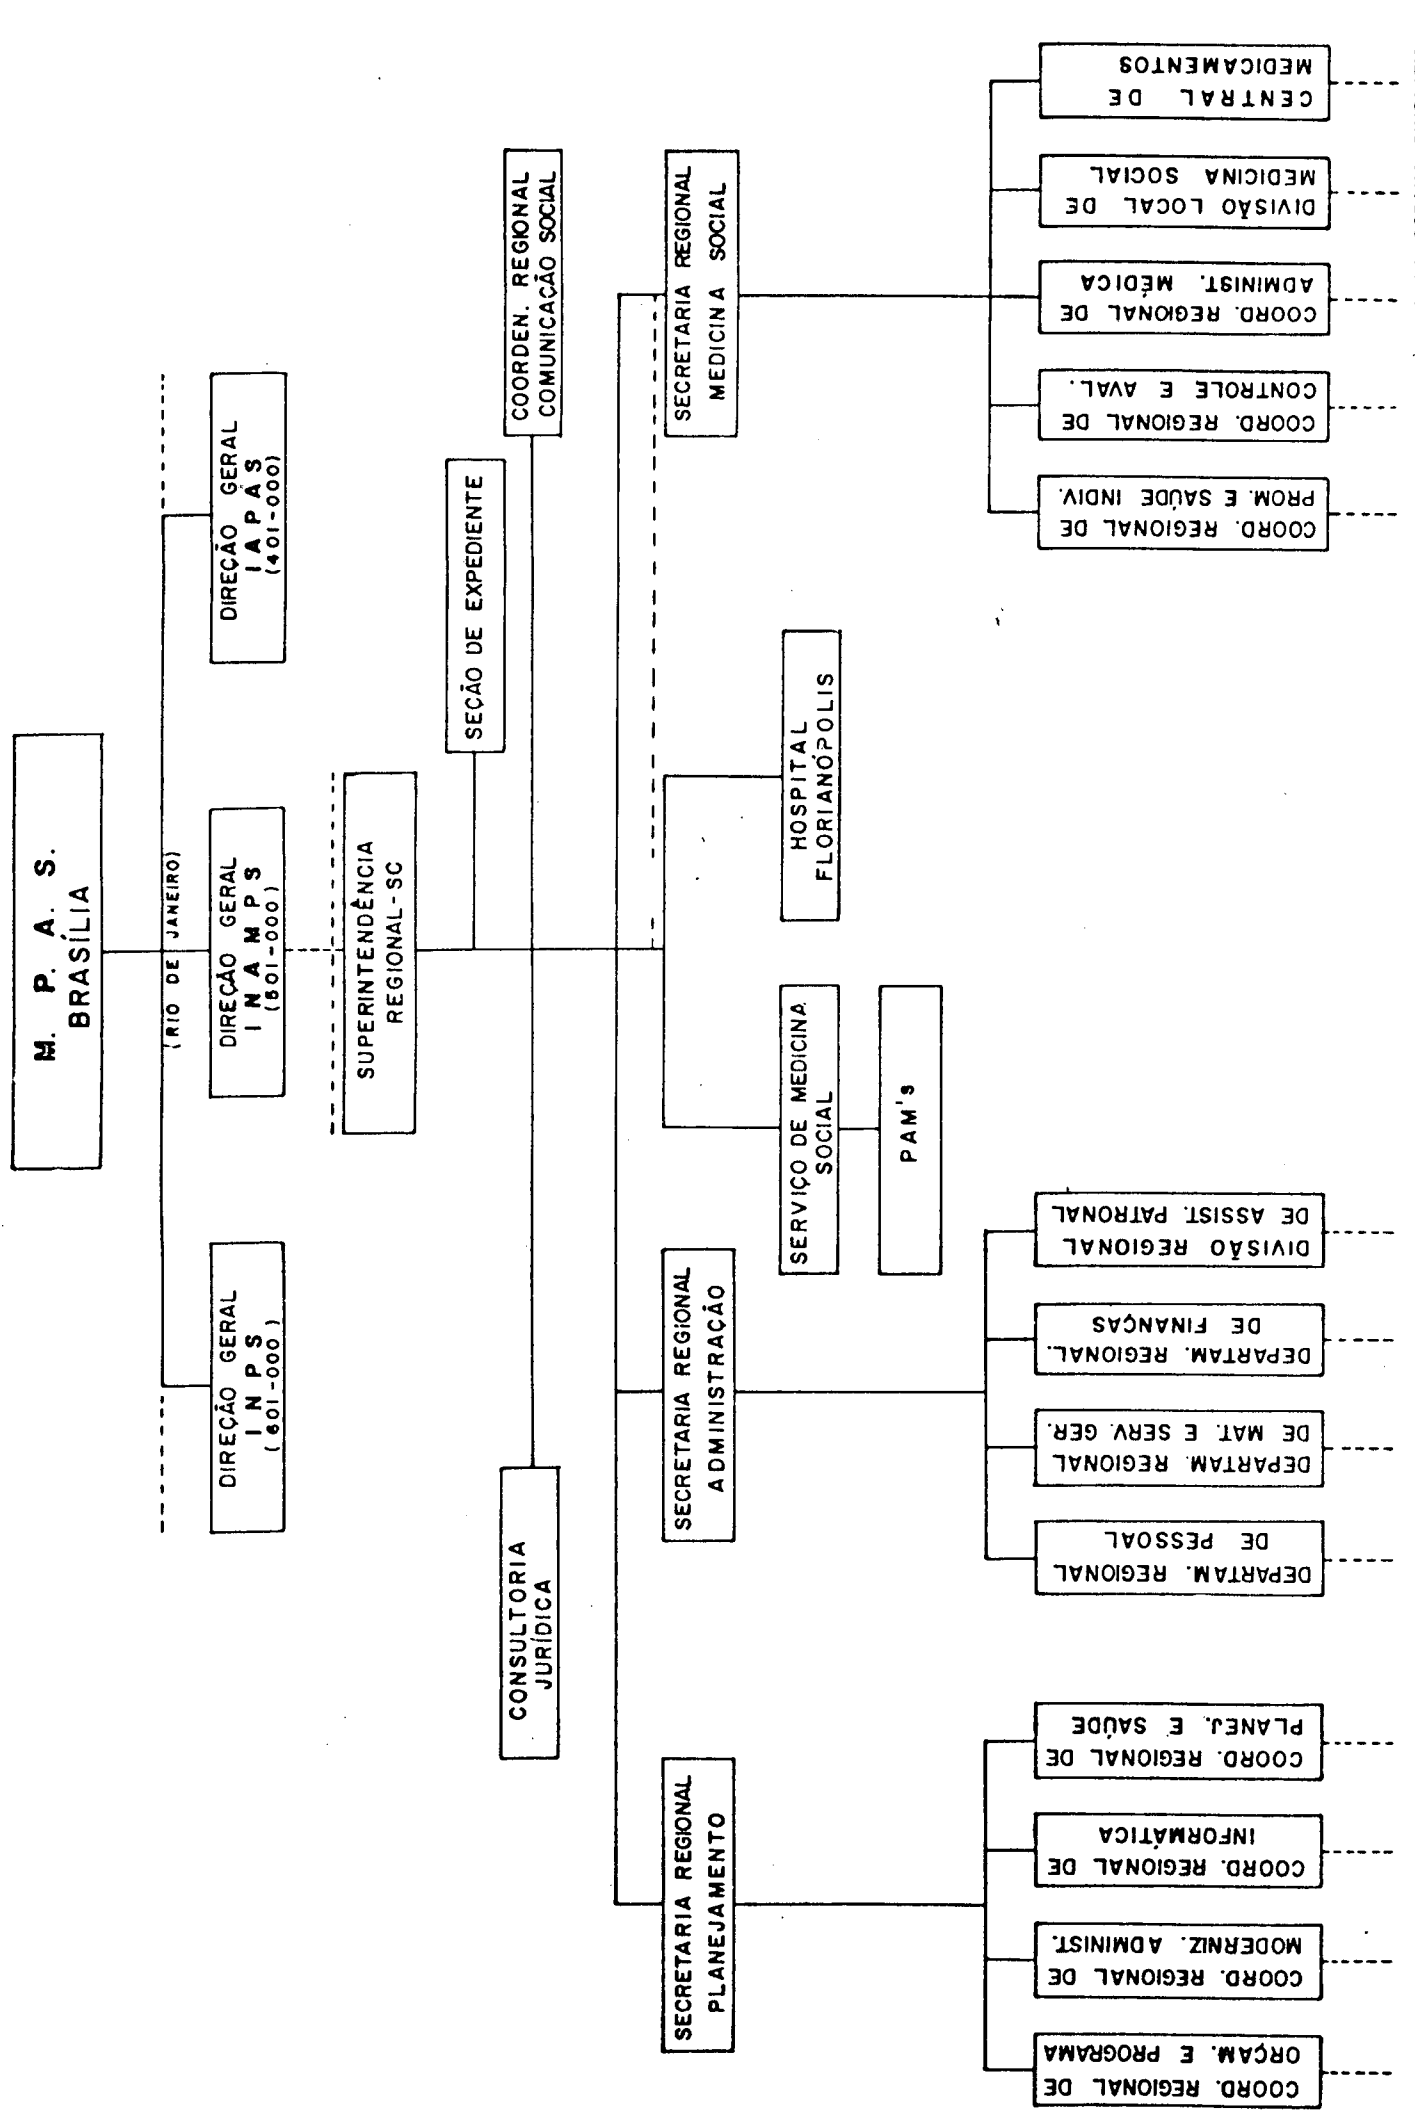 M. P. A. S.
BRASÍLIA
(RIO DE JANEIRO)
DIREÇÃO GERAL
I N P S
(601-000)
DIREÇÃO GERAL
I N A M P S
(501-000)
DIREÇÃO GERAL
I A P A S
(401-000)
SUPERINTENDÊNCIA
REGIONAL-SC
SEÇÃO DE EXPEDIENTE
CONSULTORIA
JURÍDICA
COORDEN. REGIONAL
COMUNICAÇÃO SOCIAL
SECRETARIA REGIONAL
PLANEJAMENTO
SECRETARIA REGIONAL
ADMINISTRAÇÃO
SECRETARIA REGIONAL
MEDICINA SOCIAL
SERVIÇO DE MEDICINA
SOCIAL
HOSPITAL
FLORIANÓPOLIS
PAM's
COORD. REGIONAL DE
ORÇAM. E PROGRAMA
COORD. REGIONAL DE
MODERNIZ. ADMINIST.
COORD. REGIONAL DE
INFORMÁTICA
COORD. REGIONAL DE
PLANEJ. E SAÚDE
DEPARTAM. REGIONAL
DE PESSOAL
DEPARTAM. REGIONAL
DE MAT. E SERV. GER.
DEPARTAM. REGIONAL.
DE FINANÇAS
DIVISÃO REGIONAL
DE ASSIST. PATRONAL
COORD. REGIONAL DE
PROM. E SAÚDE INDIV.
COORD. REGIONAL DE
CONTROLE E AVAL.
COORD. REGIONAL DE
ADMINIST. MÉDICA
DIVISÃO LOCAL DE
MEDICINA SOCIAL
CENTRAL DE
MEDICAMENTOS